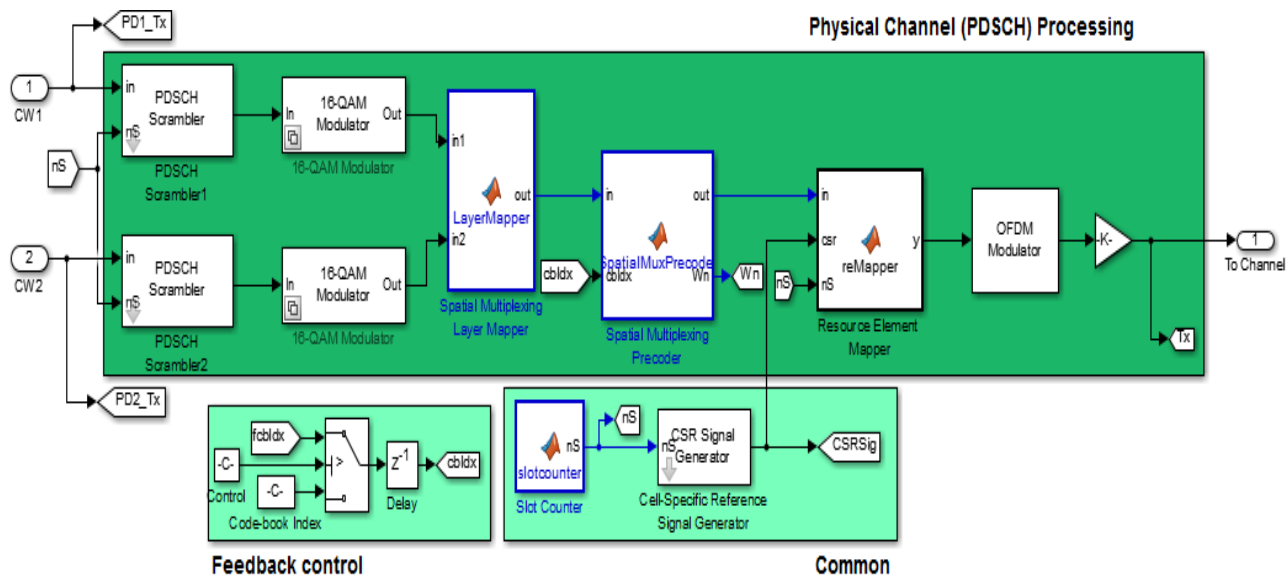 PD1_Tx
Physical Channel (PDSCH) Processing
1
CW1
in
nS
PDSCH
Scrambler
PDSCH
Scrambler1
In
16-QAM
Modulator
Out
16-QAM Modulator
nS
2
CW2
in
nS
PDSCH
Scrambler
PDSCH
Scrambler2
In
16-QAM
Modulator
Out
16-QAM Modulator
in1
in2
out
LayerMapper
Spatial Multiplexing
Layer Mapper
cbIdx
in
cbIdx
out
Wn
SpatialMuxPrecode
Spatial Multiplexing
Precoder
Wn
nS
in
csr
nS
y
reMapper
Resource Element
Mapper
OFDM
Modulator
-K-
1
To Channel
Tx
PD2_Tx
fcbIdx
-C-
Control
-C-
Code-book Index
>
Z-1
Delay
cbIdx
Feedback control
nS
slotcounter
Slot Counter
nS
nS
CSR Signal
Generator
Cell-Specific Reference
Signal Generator
CSRSig
Common